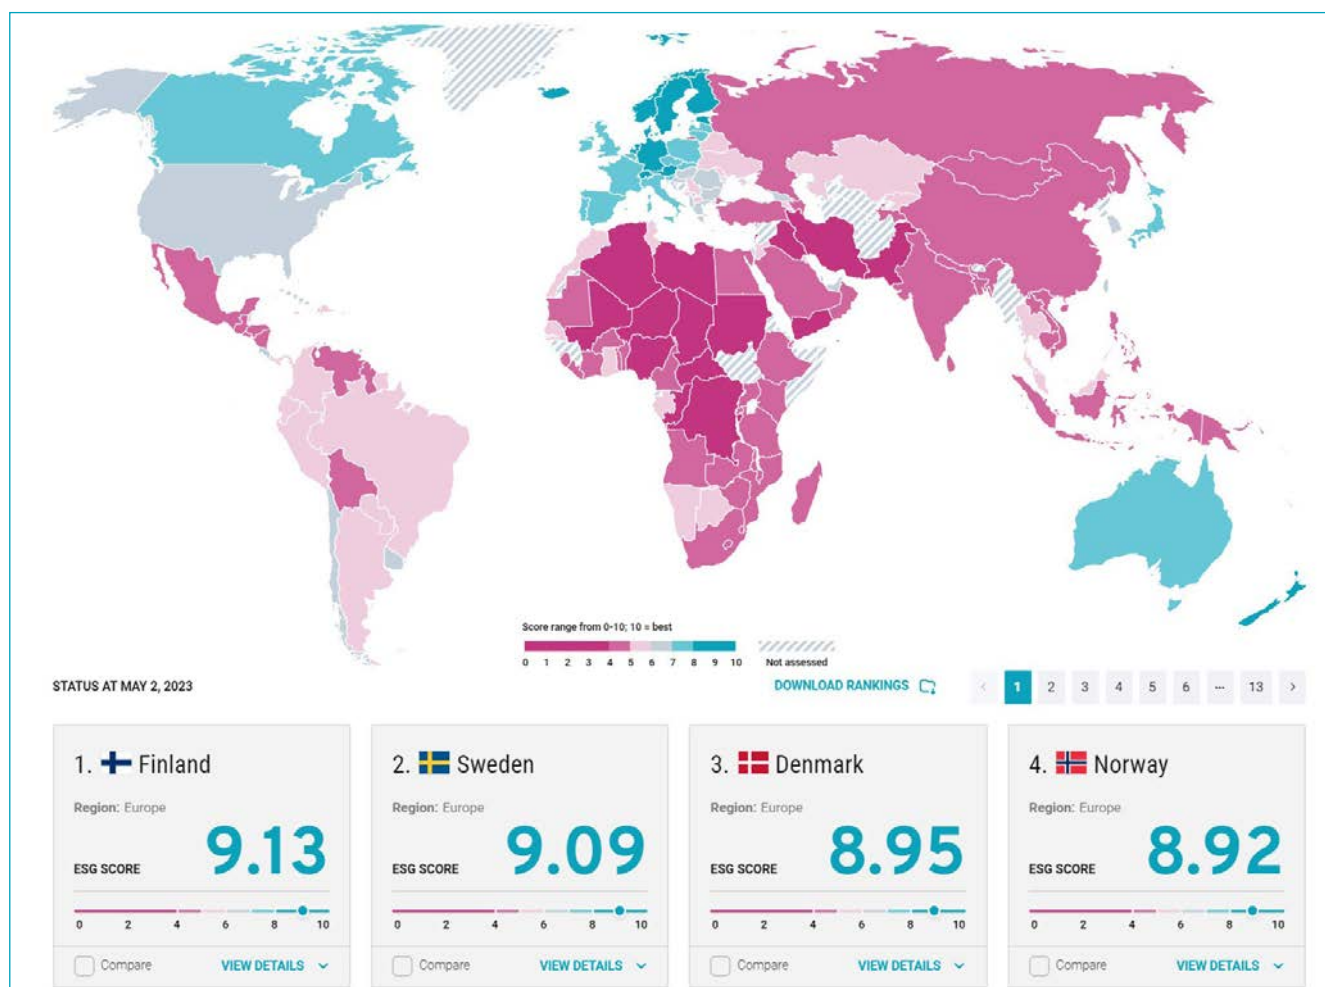 Score range from 0-10; 10 = best
0 1 2 3 4 5 6 7 8 9 10
Not assessed
STATUS AT MAY 2, 2023
DOWNLOAD RANKINGS
‹ 1 2 3 4 5 6 ... 13 ›
1. Finland
Region: Europe
ESG SCORE 9.13
0 2 4 6 8 10
Compare VIEW DETAILS
2. Sweden
Region: Europe
ESG SCORE 9.09
0 2 4 6 8 10
Compare VIEW DETAILS
3. Denmark
Region: Europe
ESG SCORE 8.95
0 2 4 6 8 10
Compare VIEW DETAILS
4. Norway
Region: Europe
ESG SCORE 8.92
0 2 4 6 8 10
Compare VIEW DETAILS